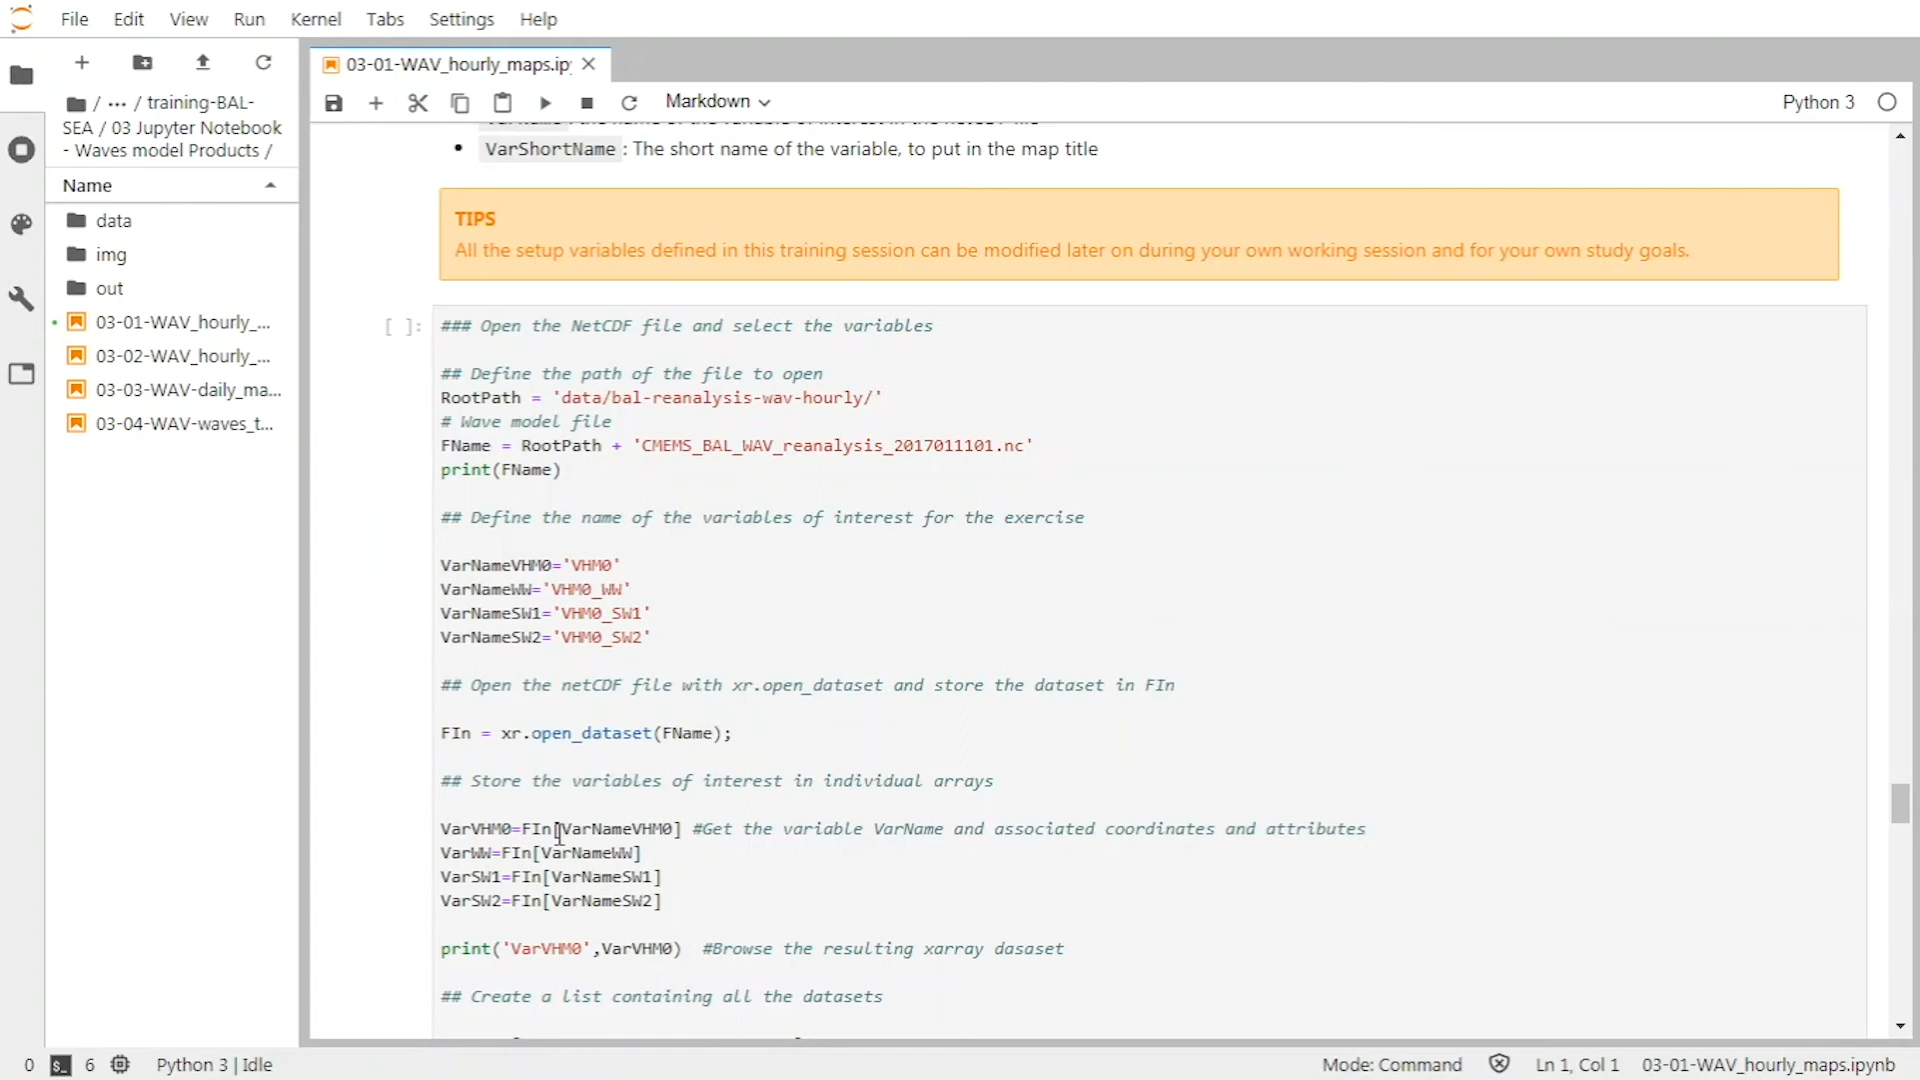 File Edit View Run Kernel Tabs Settings Help
03-01-WAV_hourly_maps.ip
/ ··· / training-BAL-
SEA / 03 Jupyter Notebook
- Waves model Products /
Markdown
Python 3
Name
data
img
out
03-01-WAV_hourly_...
03-02-WAV_hourly_...
03-03-WAV-daily_ma...
03-04-WAV-waves_t...
• VarShortName : The short name of the variable, to put in the map title
TIPS
All the setup variables defined in this training session can be modified later on during your own working session and for your own study goals.
[ ]:
### Open the NetCDF file and select the variables
## Define the path of the file to open
RootPath = 'data/bal-reanalysis-wav-hourly/'
# Wave model file
FName = RootPath + 'CMEMS_BAL_WAV_reanalysis_2017011101.nc'
print(FName)
## Define the name of the variables of interest for the exercise
VarNameVHM0='VHM0'
VarNameWW='VHM0_WW'
VarNameSW1='VHM0_SW1'
VarNameSW2='VHM0_SW2'
## Open the netCDF file with xr.open_dataset and store the dataset in FIn
FIn = xr.open_dataset(FName);
## Store the variables of interest in individual arrays
VarVHM0=FIn[VarNameVHM0] #Get the variable VarName and associated coordinates and attributes
VarWW=FIn[VarNameWW]
VarSW1=FIn[VarNameSW1]
VarSW2=FIn[VarNameSW2]
print('VarVHM0',VarVHM0) #Browse the resulting xarray dasaset
## Create a list containing all the datasets
0 6 Python 3 | Idle
Mode: Command Ln 1, Col 1 03-01-WAV_hourly_maps.ipynb